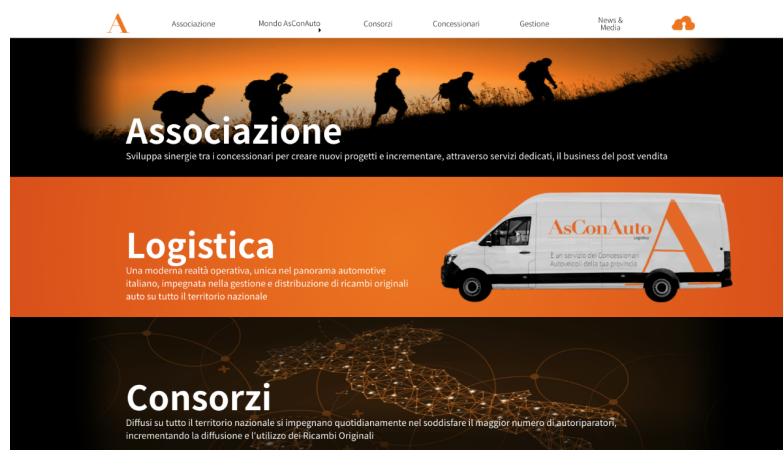 A
Associazione
Mondo AsConAuto
Consorzi
Concessionari
Gestione
News &
Media
Associazione
Sviluppa sinergie tra i concessionari per creare nuovi progetti e incrementare, attraverso servizi dedicati, il business del post vendita
Logistica
Una moderna realtà operativa, unica nel panorama automotive
italiano, impegnata nella gestione e distribuzione di ricambi originali
auto su tutto il territorio nazionale
AsConAuto
Logistica
È un servizio dei Concessionari
Autoveicoli della tua provincia
A
Consorzi
Diffusi su tutto il territorio nazionale si impegnano quotidianamente nel soddisfare il maggior numero di autoriparatori,
incrementando la diffusione e l'utilizzo dei Ricambi Originali